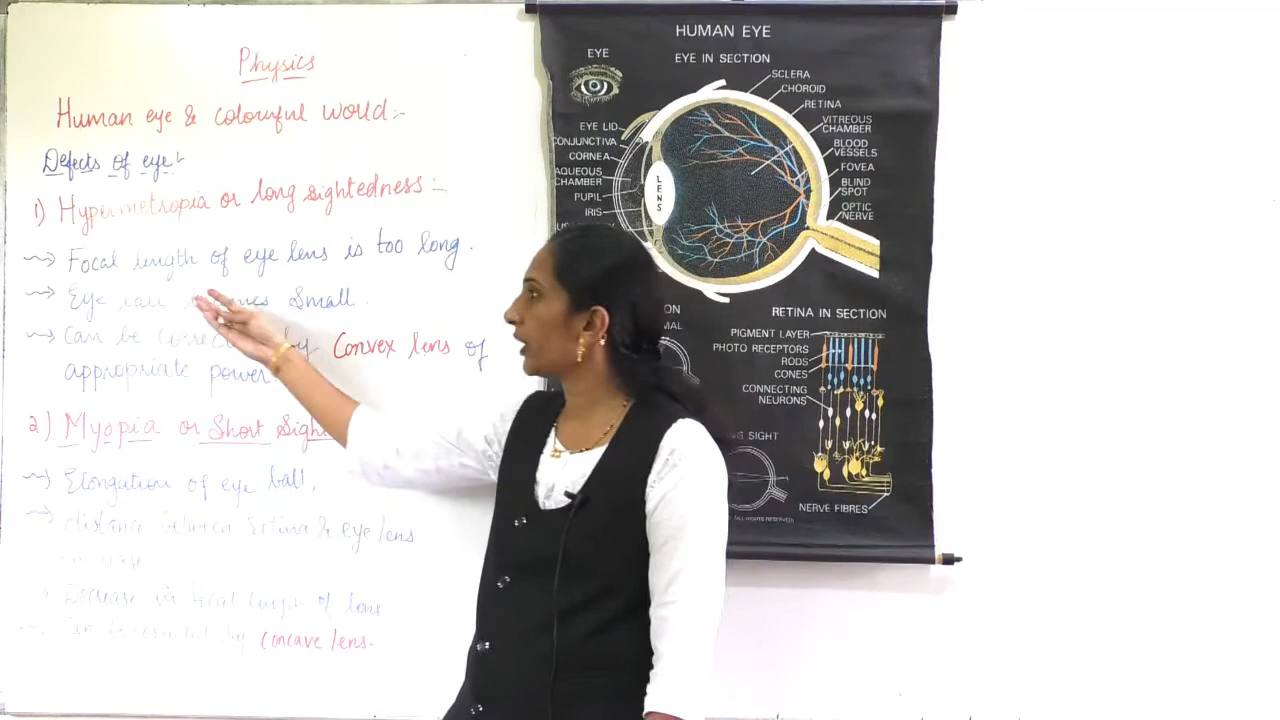 Physics
Human eye & colourful world:-
Defects of eye:
1) Hypermetropia or long sightedness:-
Focal length of eye lens is too long.
Eye Small.
Can be by Convex lens of
appropriate power
2) Myopia or Short
Elongation of eye ball.
distance between retina & eye lens
Decrease in focal length of lens
Can be corrected by Concave lens.
HUMAN EYE
EYE
EYE IN SECTION
SCLERA
CHOROID
RETINA
VITREOUS
CHAMBER
BLOOD
VESSELS
FOVEA
BLIND
SPOT
OPTIC
NERVE
EYE LID
CONJUNCTIVA
CORNEA
AQUEOUS
CHAMBER
PUPIL
IRIS
LENS
RETINA IN SECTION
PIGMENT LAYER
PHOTO RECEPTORS
RODS
CONES
CONNECTING
NEURONS
SIGHT
NERVE FIBRES
ALL RIGHTS RESERVED